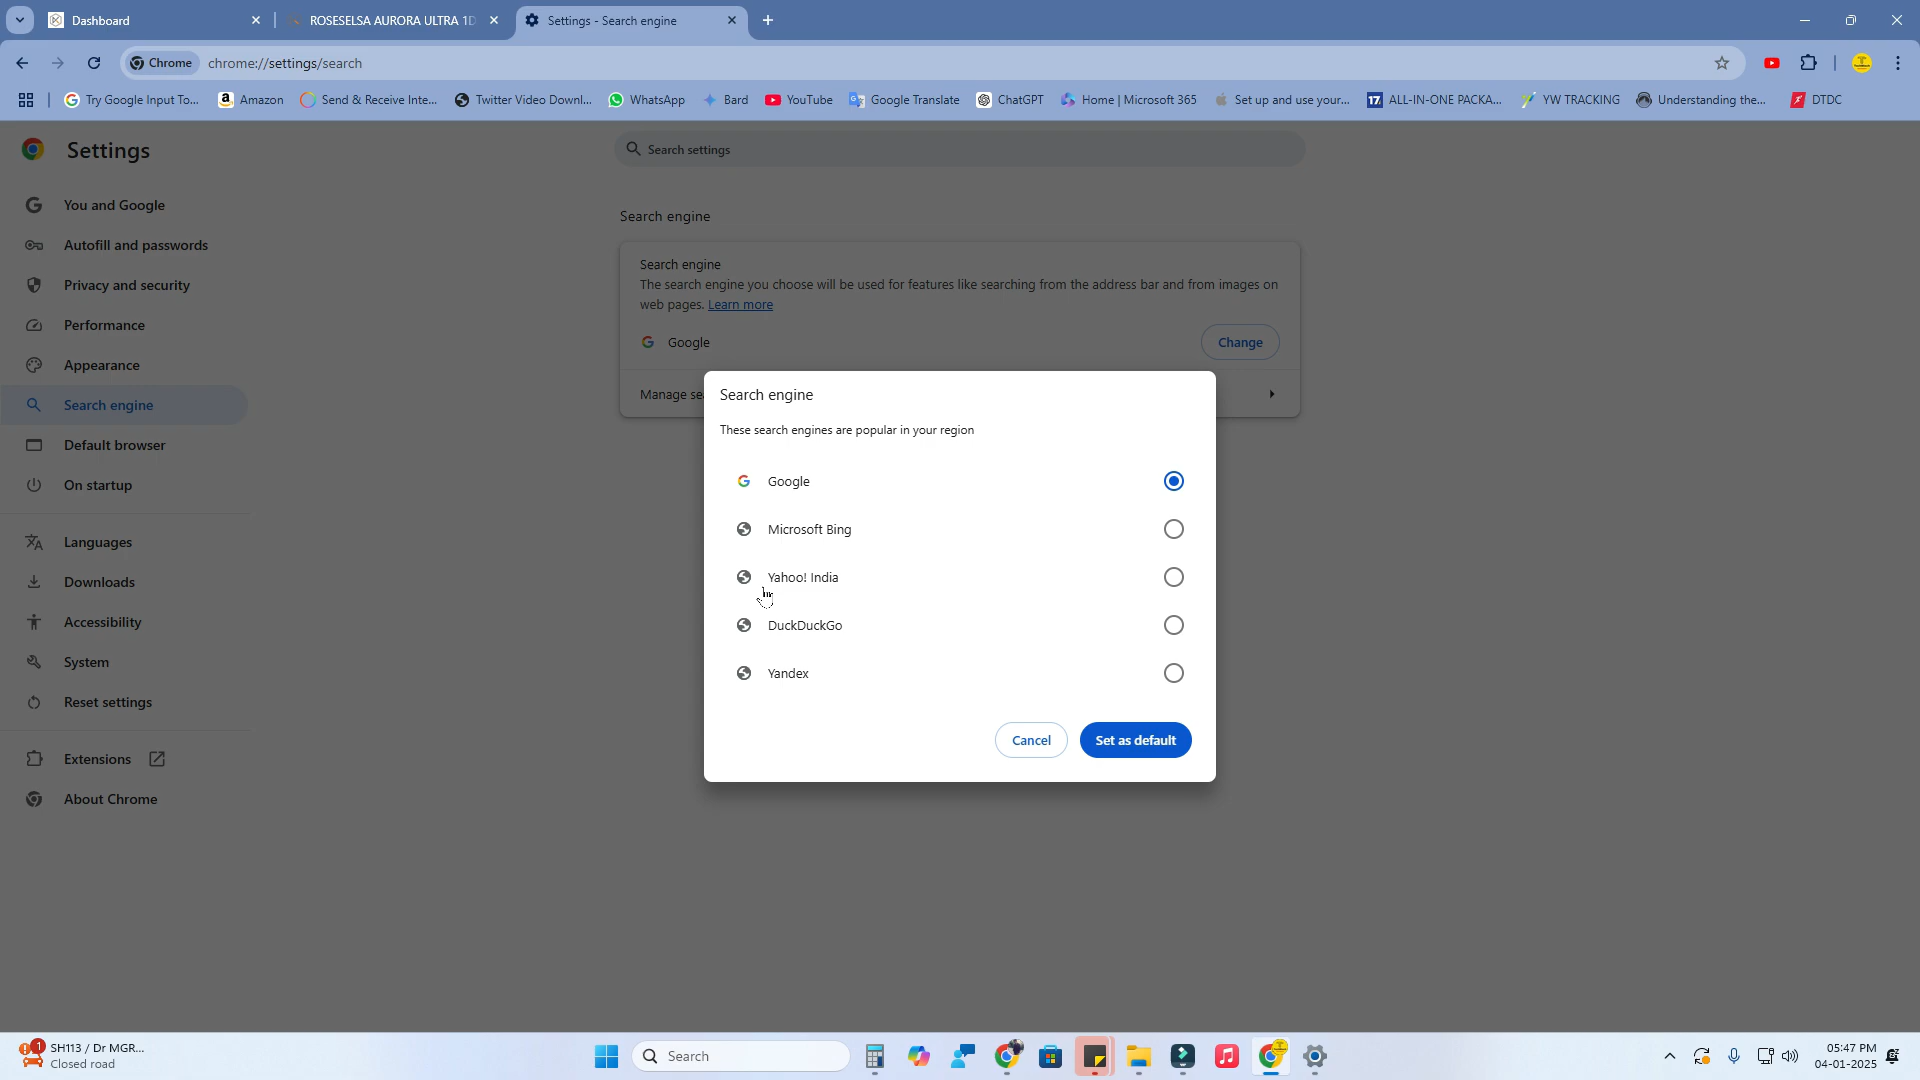 Dashboard
ROSESELSA AURORA ULTRA 1D
Settings - Search engine
Chrome
chrome://settings/search
Try Google Input To...
Amazon
Send & Receive Inte...
Twitter Video Downl...
WhatsApp
Bard
YouTube
Google Translate
ChatGPT
Home | Microsoft 365
Set up and use your...
17
ALL-IN-ONE PACKA...
YW TRACKING
Understanding the...
DTDC
Settings
Search settings
You and Google
Autofill and passwords
Privacy and security
Performance
Appearance
Search engine
Default browser
On startup
Languages
Downloads
Accessibility
System
Reset settings
Extensions
About Chrome
Search engine
Search engine
The search engine you choose will be used for features like searching from the address bar and from images on
web pages. Learn more
Google
Change
Manage se
Search engine
These search engines are popular in your region
Google
Microsoft Bing
Yahoo! India
DuckDuckGo
Yandex
Cancel
Set as default
1
SH113 / Dr MGR...
Closed road
Search
05:47 PM
04-01-2025